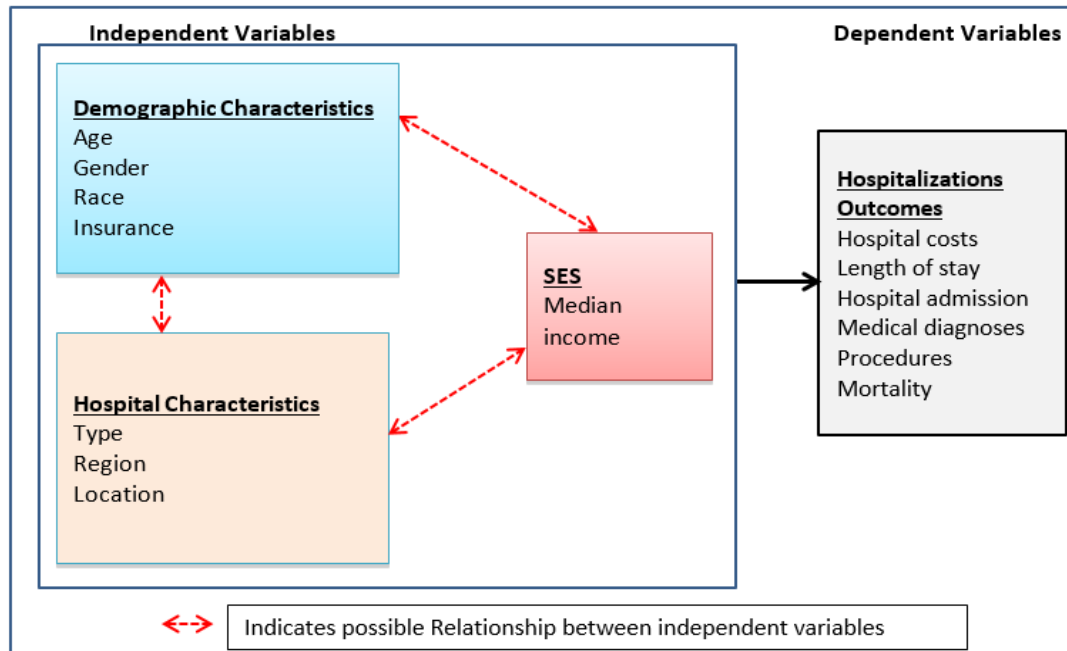 Independent Variables
Dependent Variables
Demographic Characteristics
Age
Gender
Race
Insurance
Hospital Characteristics
Type
Region
Location
SES
Median
income
Hospitalizations
Outcomes
Hospital costs
Length of stay
Hospital admission
Medical diagnoses
Procedures
Mortality
Indicates possible Relationship between independent variables